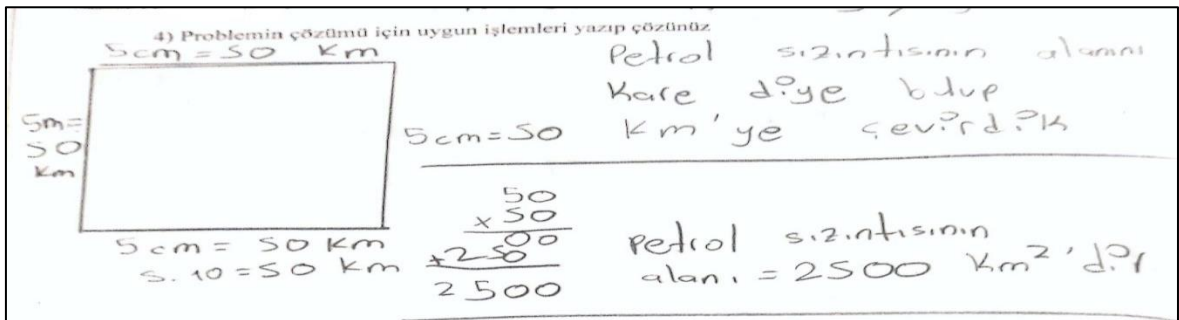 4) Problemin çözümü için uygun işlemleri yazıp çözünüz
5cm = 50 Km
5m =
50
Km
5cm = 50 Km
5.10 = 50 Km
Petrol sızıntısının alanını
Kare diye bulup
5cm = 50 Km'ye çevirdik
50
x 50
00
+250
2500
Petrol sızıntısının
alanı = 2500 Km²'dir